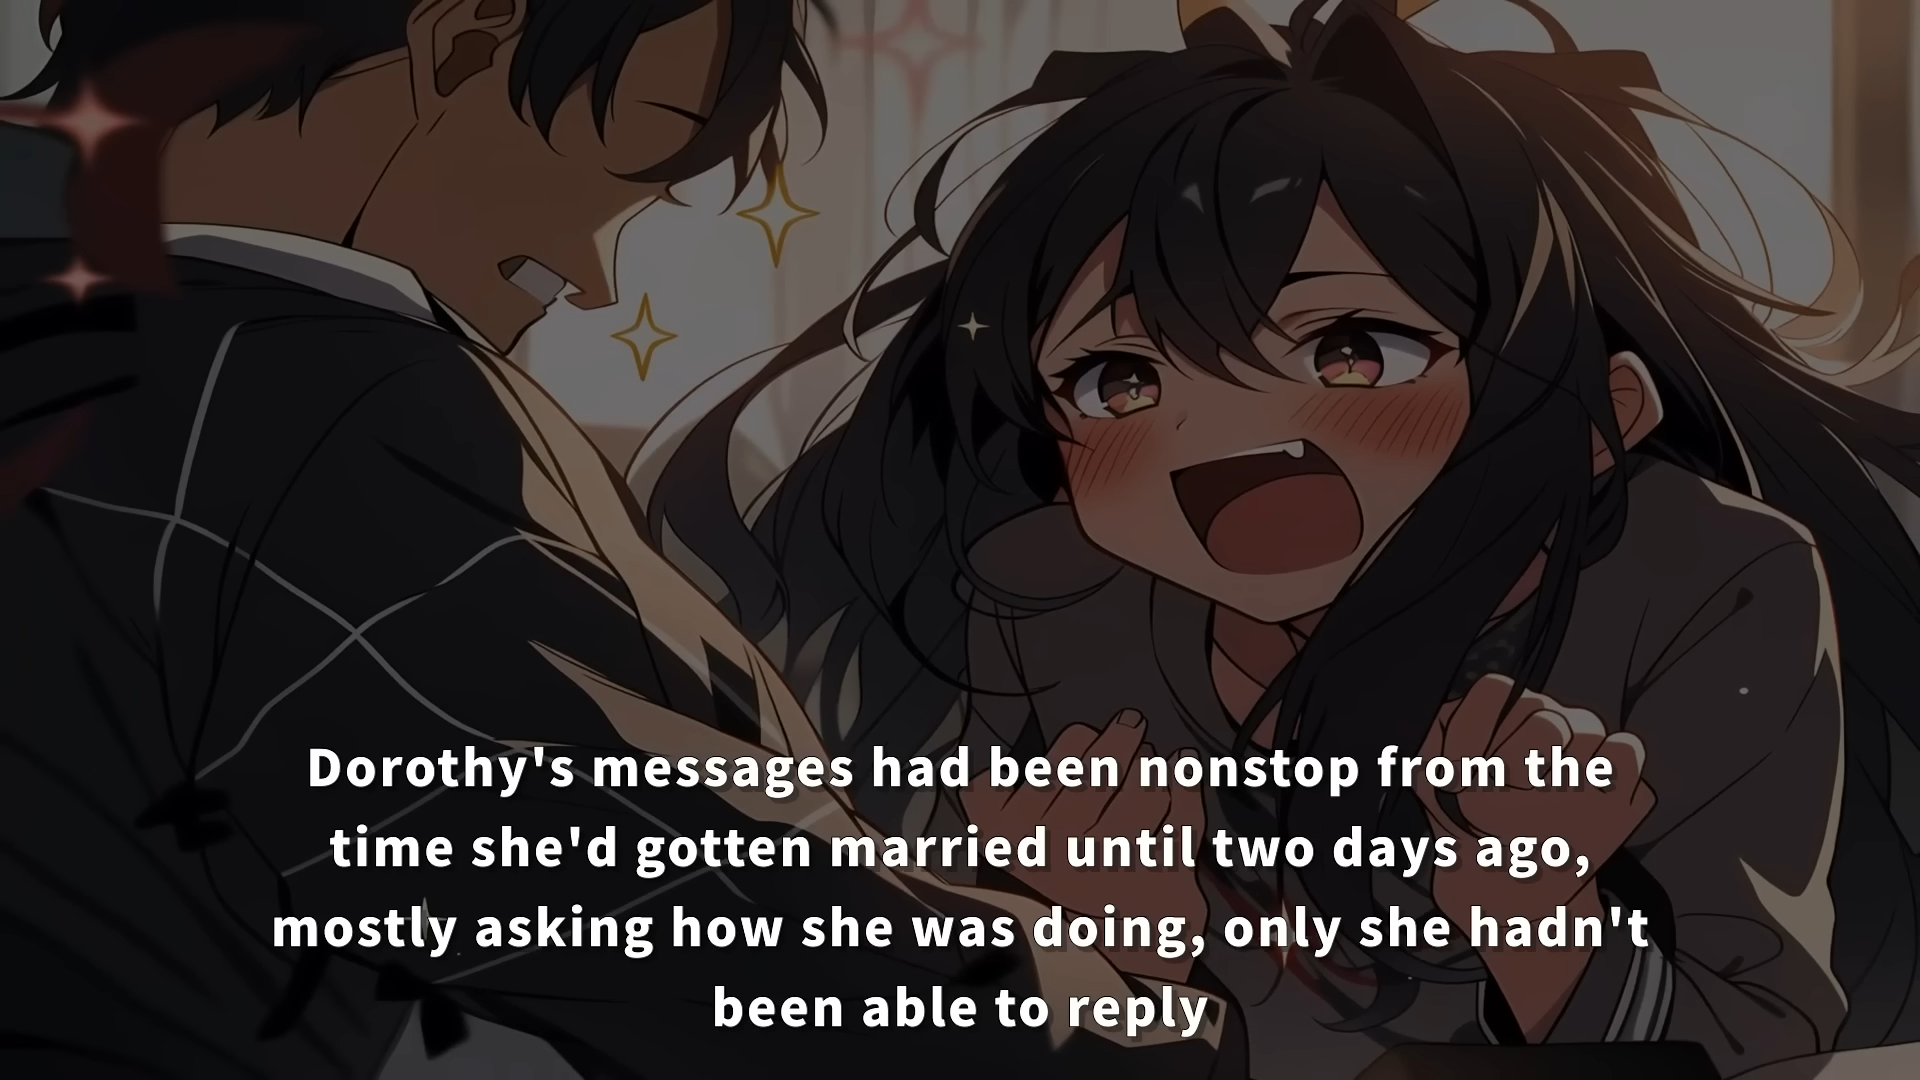 Dorothy's messages had been nonstop from the
time she'd gotten married until two days ago,
mostly asking how she was doing, only she hadn't
been able to reply